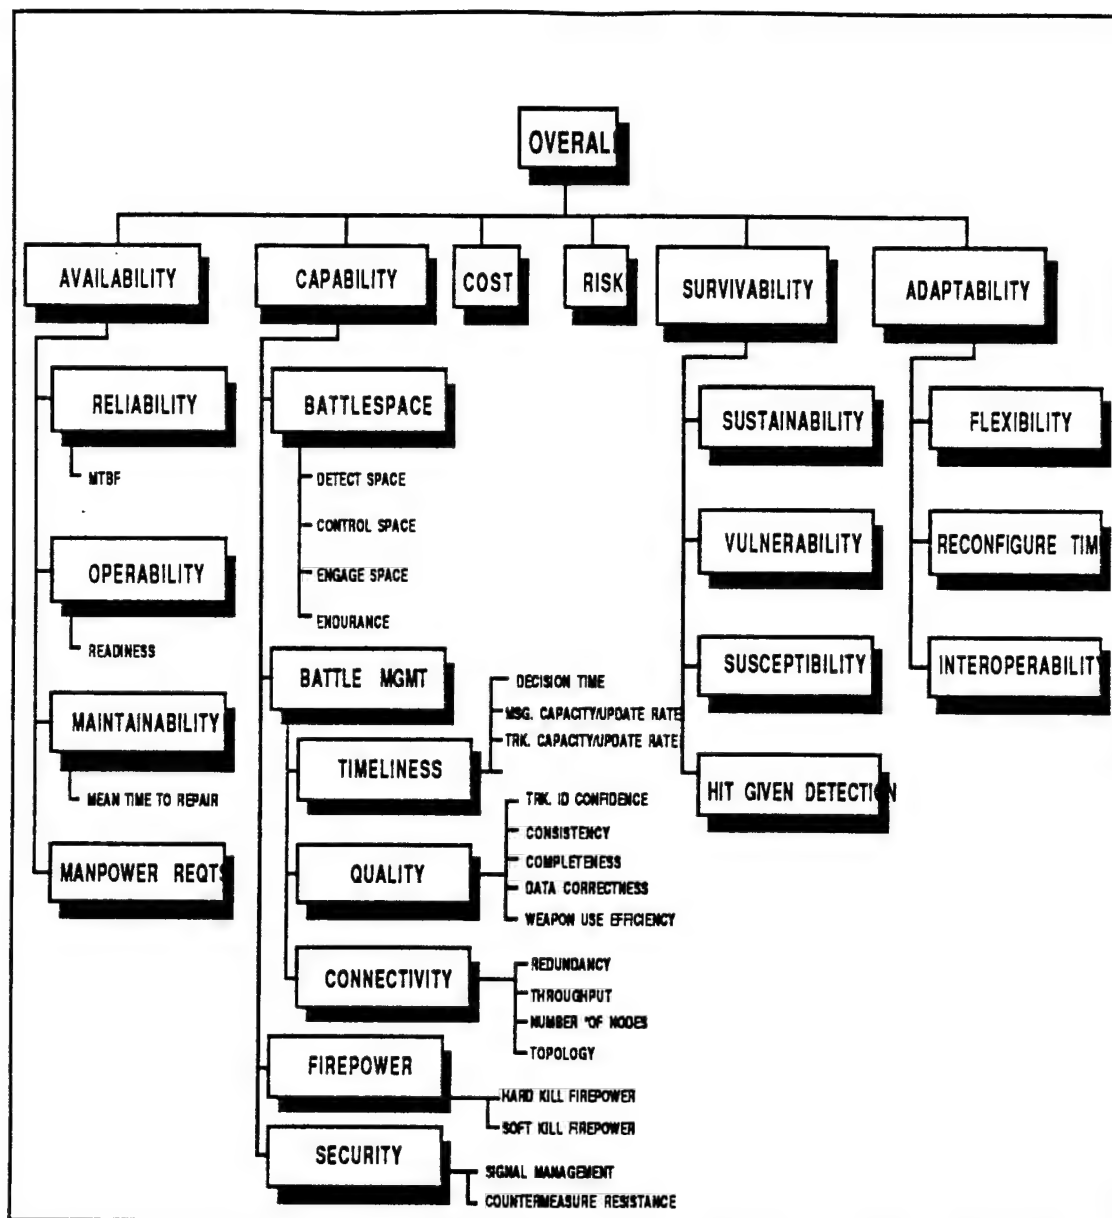 OVERALL
AVAILABILITY
CAPABILITY
COST
RISK
SURVIVABILITY
ADAPTABILITY
RELIABILITY
MTBF
OPERABILITY
READINESS
MAINTAINABILITY
MEAN TIME TO REPAIR
MANPOWER REQTS
BATTLESPACE
DETECT SPACE
CONTROL SPACE
ENGAGE SPACE
ENDURANCE
BATTLE MGMT
TIMELINESS
DECISION TIME
MSG. CAPACITY/UPDATE RATE
TRK. CAPACITY/UPDATE RATE
QUALITY
TRK. ID CONFIDENCE
CONSISTENCY
COMPLETENESS
DATA CORRECTNESS
WEAPON USE EFFICIENCY
CONNECTIVITY
REDUNDANCY
THROUGHPUT
NUMBER "OF NODES
TOPOLOGY
FIREPOWER
HARD KILL FIREPOWER
SOFT KILL FIREPOWER
SECURITY
SIGNAL MANAGEMENT
COUNTERMEASURE RESISTANCE
SUSTAINABILITY
VULNERABILITY
SUSCEPTIBILITY
HIT GIVEN DETECTION
FLEXIBILITY
RECONFIGURE TIM
INTEROPERABILITY